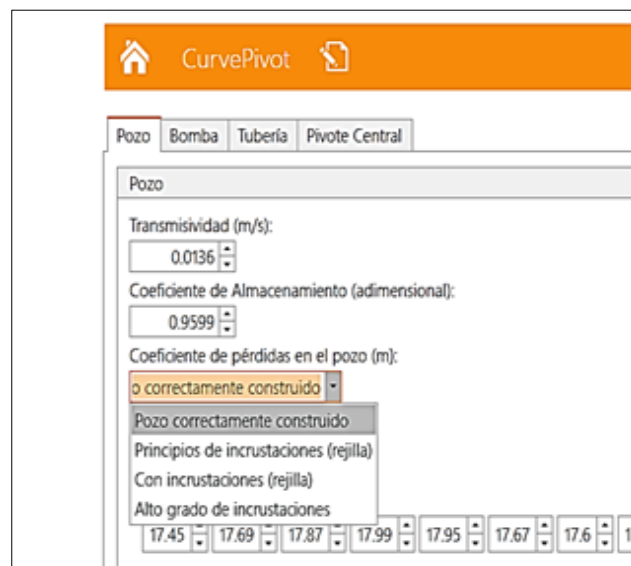 CurvePivot
Pozo Bomba Tubería Pivote Central
Pozo
Transmisividad (m/s):
0.0136
Coeficiente de Almacenamiento (adimensional):
0.9599
Coeficiente de pérdidas en el pozo (m):
o correctamente construido
Pozo correctamente construido
Principios de incrustaciones (rejilla)
Con incrustaciones (rejilla)
Alto grado de incrustaciones
17.45 17.69 17.87 17.99 17.95 17.67 17.6 1